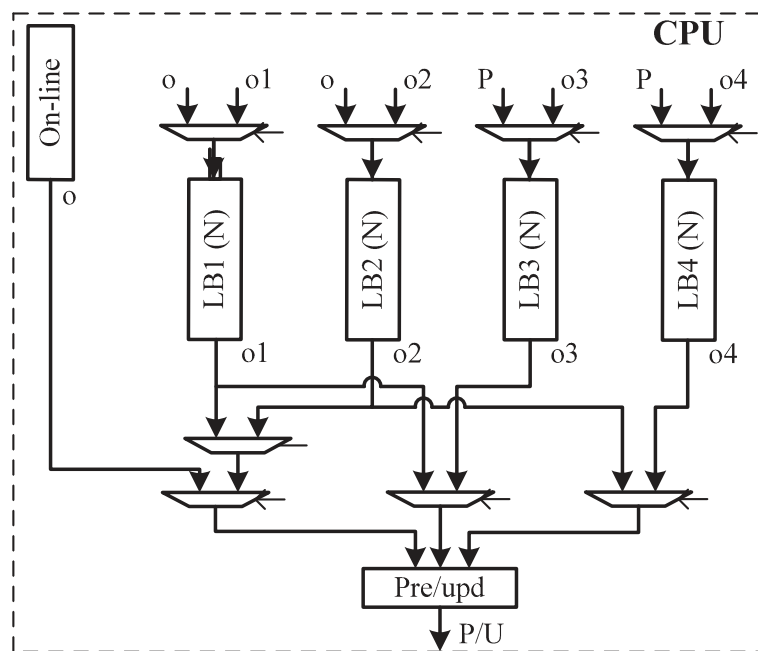 CPU
On-line
o
o
o1
o
o2
P
o3
P
o4
LB1 (N)
LB2 (N)
LB3 (N)
LB4 (N)
o1
o2
o3
o4
Pre/upd
P/U